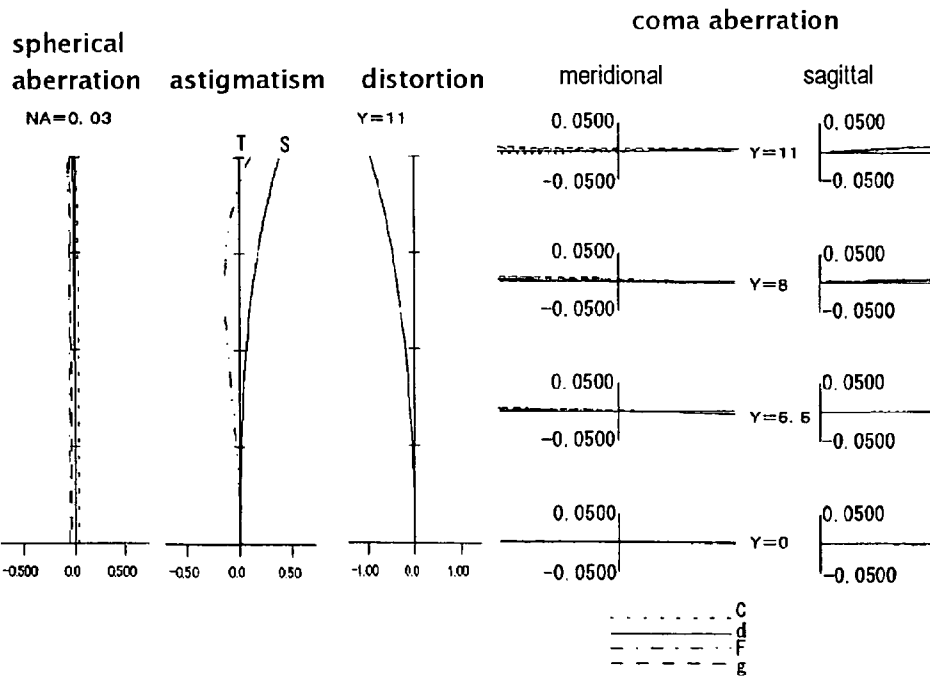 coma aberration
spherical
aberration
astigmatism
distortion
meridional
sagittal
NA=0.03
T S
Y=11
0.0500
-0.0500
Y=11
0.0500
-0.0500
0.0500
-0.0500
Y=8
0.0500
-0.0500
0.0500
-0.0500
Y=5.5
0.0500
-0.0500
0.0500
-0.0500
Y=0
0.0500
-0.0500
-0.500 0.0 0.500
-0.50 0.0 0.50
-1.00 0.0 1.00
C
d
F
g